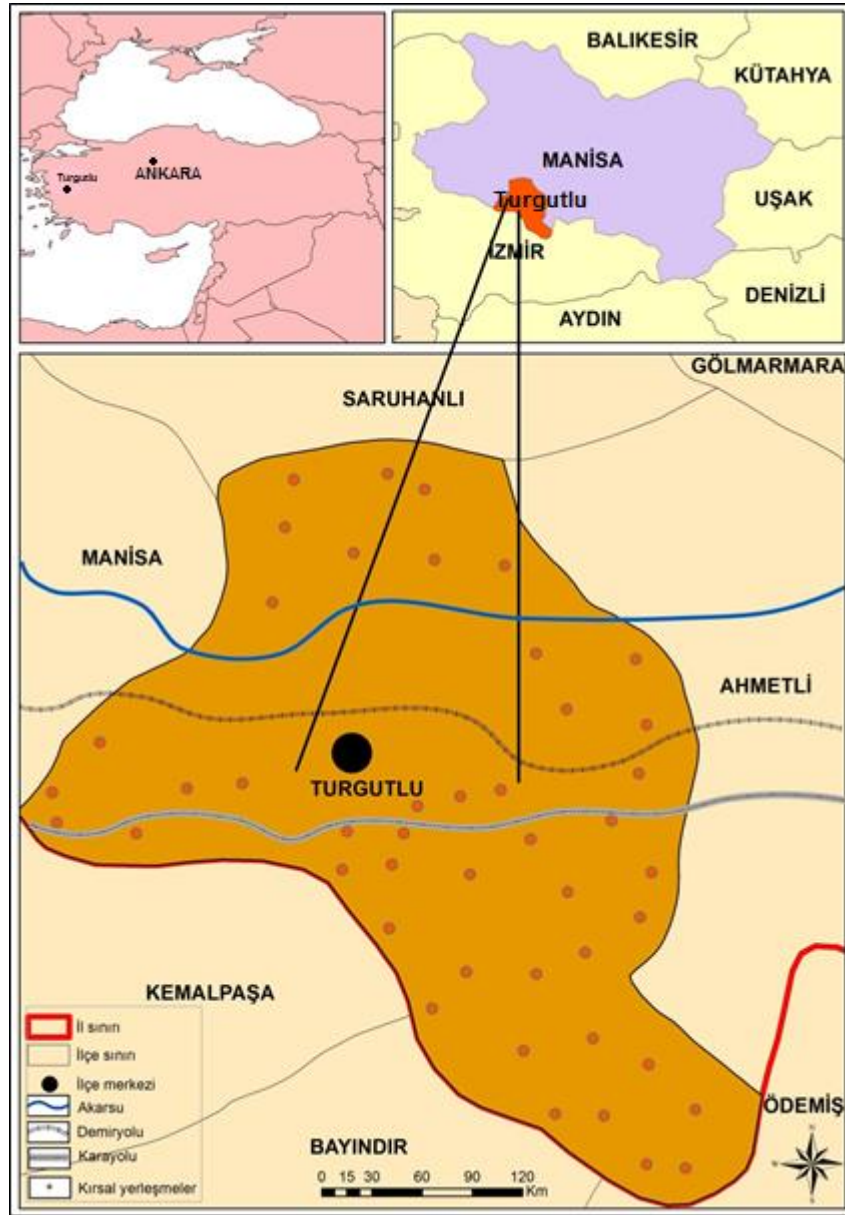 ANKARA
Turgutlu
BALIKESİR
KÜTAHYA
MANİSA
Turgutlu
UŞAK
İZMİR
DENİZLİ
AYDIN
GÖLMARMARA
SARUHANLI
MANİSA
AHMETLİ
TURGUTLU
KEMALPAŞA
İl sınırı
İlçe sınırı
İlçe merkezi
Akarsu
Demiryolu
Karayolu
Kırsal yerleşmeler
ÖDEMİŞ
BAYINDIR
N
0 15 30 60 90 120
Km